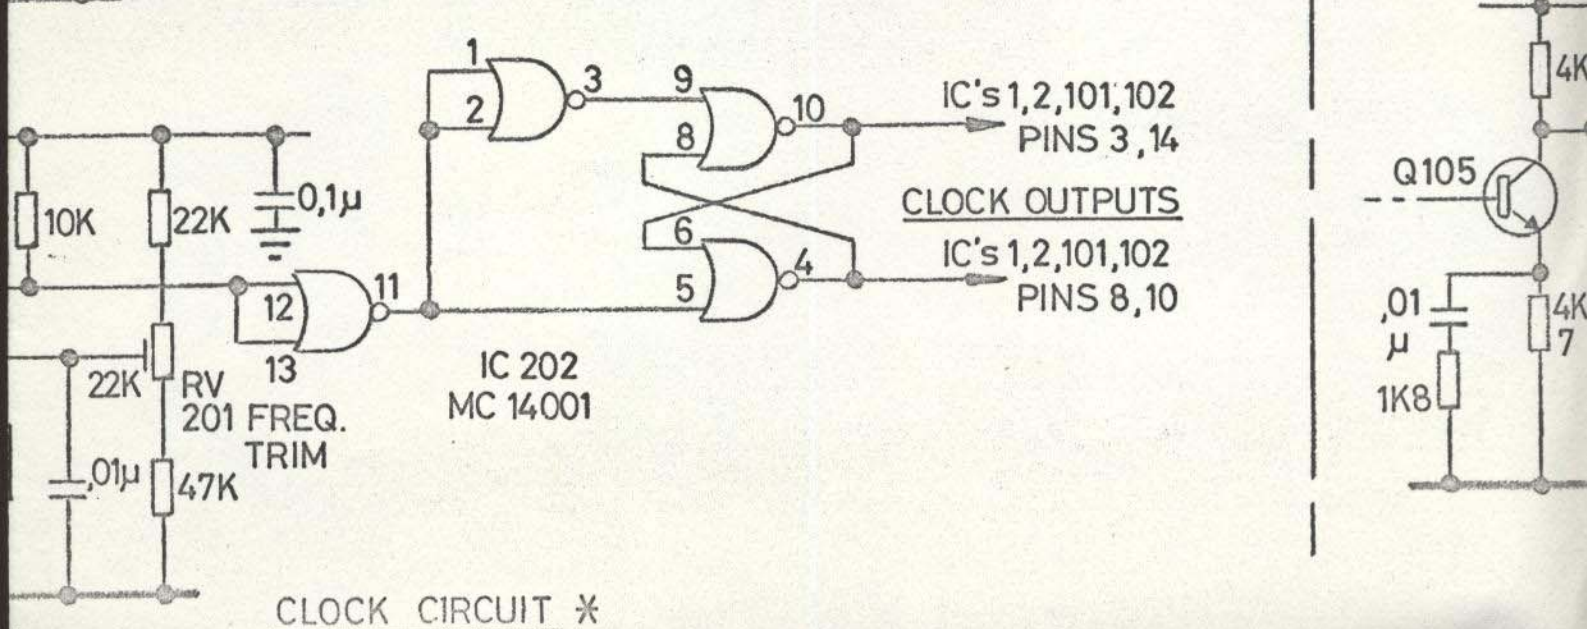 1
2
3
9
8
10
IC's 1,2,101,102
PINS 3,14
CLOCK OUTPUTS
6
5
4
IC's 1,2,101,102
PINS 8,10
10K
22K
0,1µ
12
13
11
IC 202
MC 14001
22K
RV
201 FREQ.
TRIM
,01µ
47K
CLOCK CIRCUIT *
4K
Q105
,01
µ
1K8
4K
7